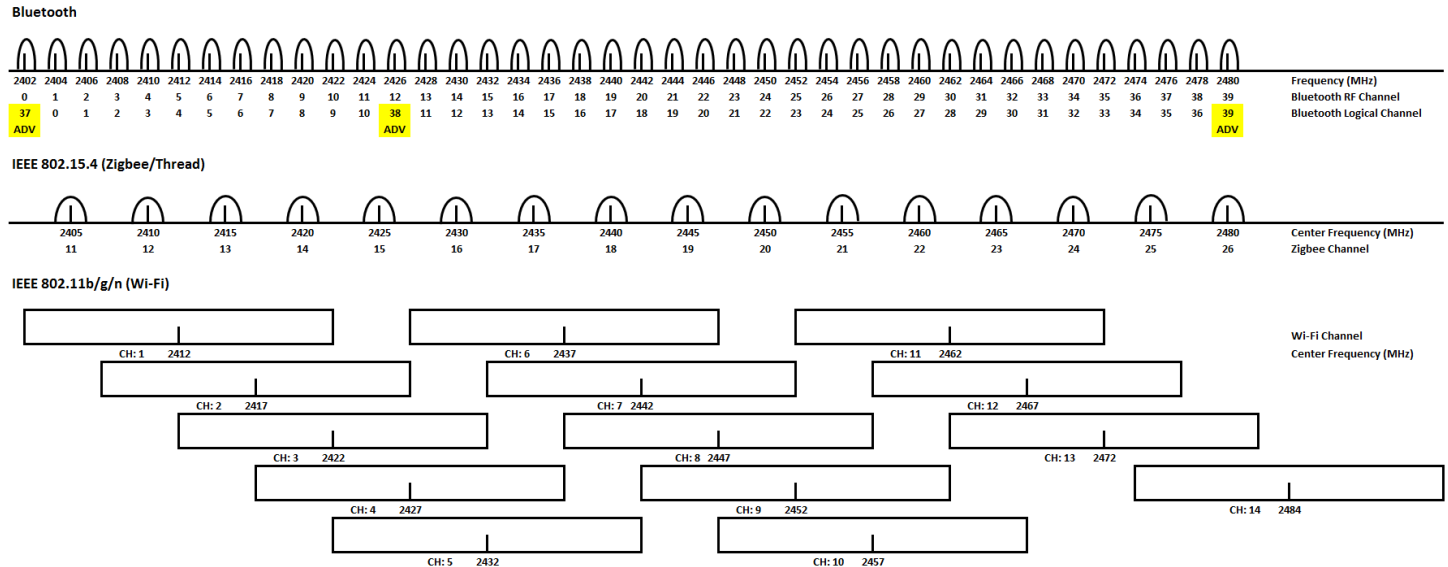 Bluetooth
2402 2404 2406 2408 2410 2412 2414 2416 2418 2420 2422 2424 2426 2428 2430 2432 2434 2436 2438 2440 2442 2444 2446 2448 2450 2452 2454 2456 2458 2460 2462 2464 2466 2468 2470 2472 2474 2476 2478 2480 Frequency (MHz)
0 1 2 3 4 5 6 7 8 9 10 11 12 13 14 15 16 17 18 19 20 21 22 23 24 25 26 27 28 29 30 31 32 33 34 35 36 37 38 39 Bluetooth RF Channel
37 0 1 2 3 4 5 6 7 8 9 10 38 11 12 13 14 15 16 17 18 19 20 21 22 23 24 25 26 27 28 29 30 31 32 33 34 35 36 39 Bluetooth Logical Channel
ADV ADV ADV
IEEE 802.15.4 (Zigbee/Thread)
2405 2410 2415 2420 2425 2430 2435 2440 2445 2450 2455 2460 2465 2470 2475 2480 Center Frequency (MHz)
11 12 13 14 15 16 17 18 19 20 21 22 23 24 25 26 Zigbee Channel
IEEE 802.11b/g/n (Wi-Fi)
Wi-Fi Channel
CH: 1 2412 CH: 6 2437 CH: 11 2462 Center Frequency (MHz)
CH: 2 2417 CH: 7 2442 CH: 12 2467
CH: 3 2422 CH: 8 2447 CH: 13 2472
CH: 4 2427 CH: 9 2452 CH: 14 2484
CH: 5 2432 CH: 10 2457